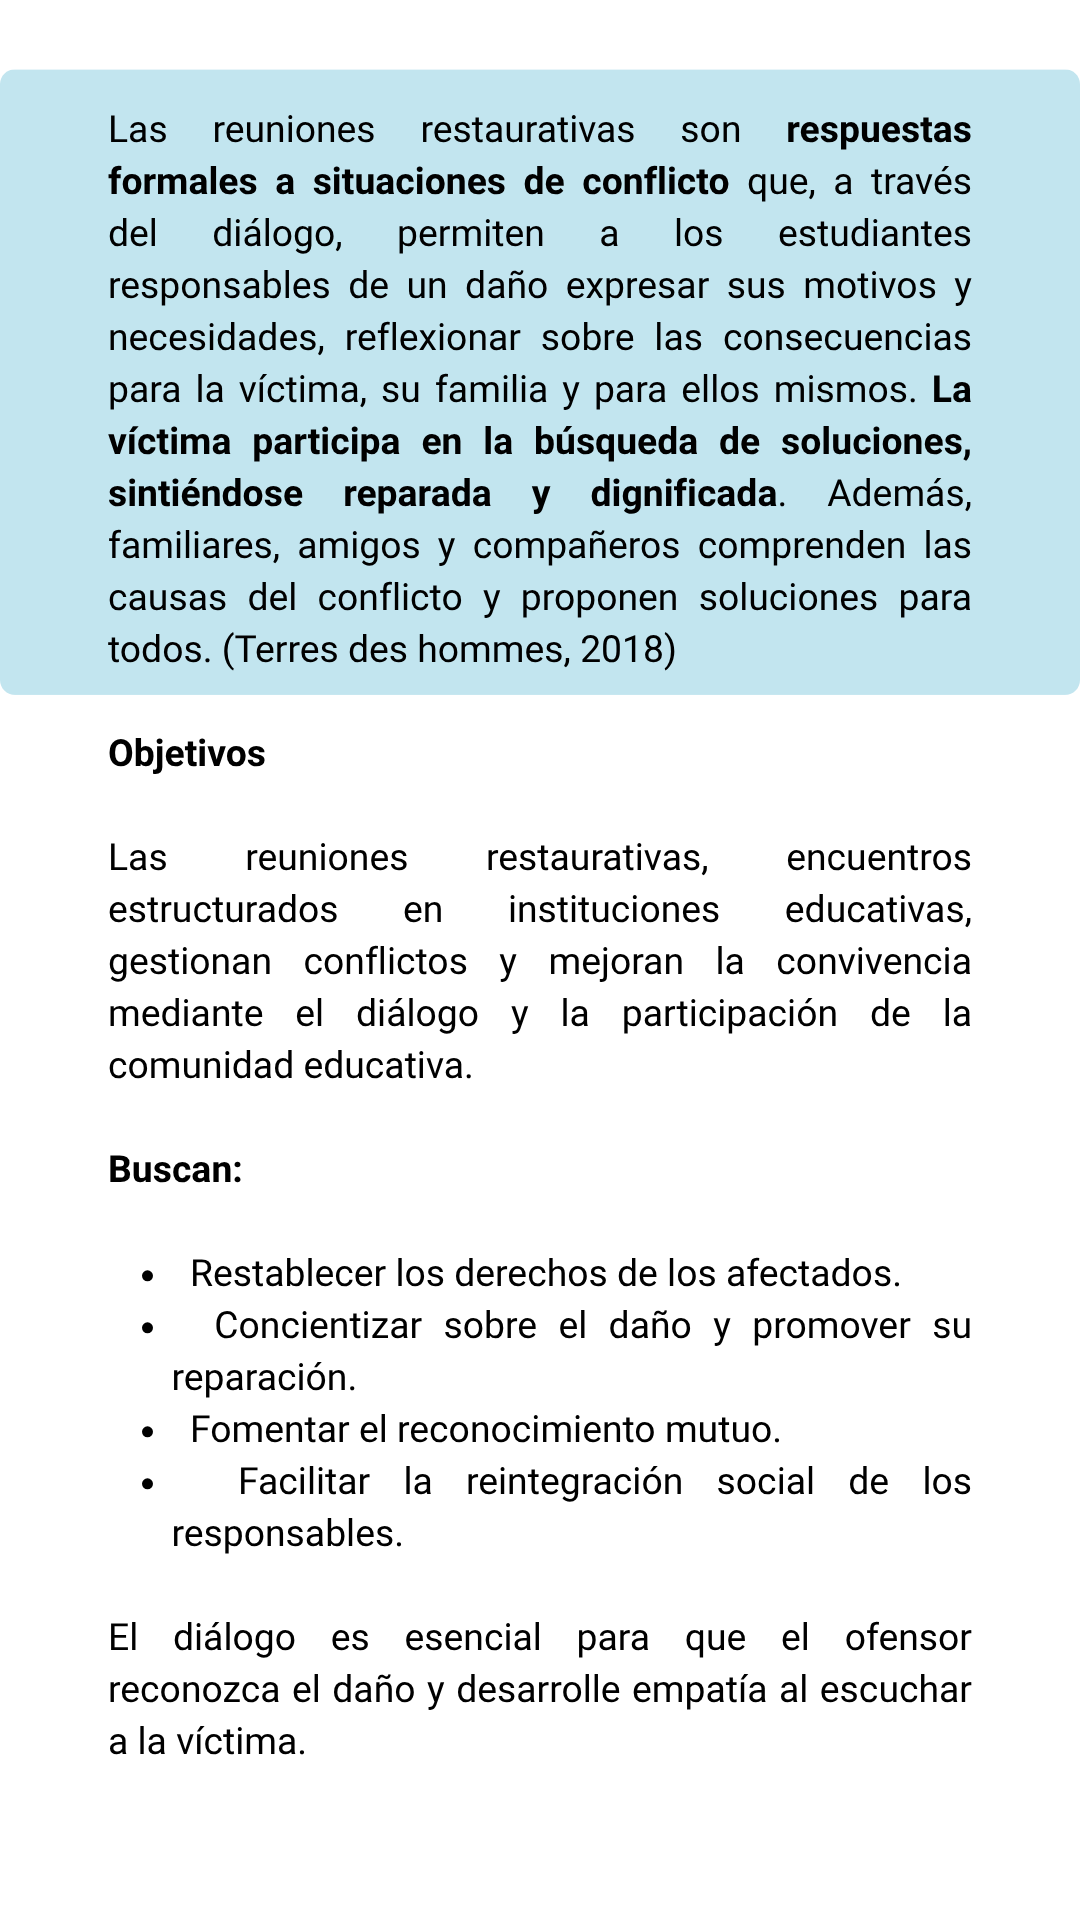 Las reuniones restaurativas son respuestas
formales a situaciones de conflicto que, a través
del diálogo, permiten a los estudiantes
responsables de un daño expresar sus motivos y
necesidades, reflexionar sobre las consecuencias
para la víctima, su familia y para ellos mismos. La
víctima participa en la búsqueda de soluciones,
sintiéndose reparada y dignificada. Además,
familiares, amigos y compañeros comprenden las
causas del conflicto y proponen soluciones para
todos. (Terres des hommes, 2018)
Objetivos
Las reuniones restaurativas, encuentros
estructurados en instituciones educativas,
gestionan conflictos y mejoran la convivencia
mediante el diálogo y la participación de la
comunidad educativa.
Buscan:
• Restablecer los derechos de los afectados.
• Concientizar sobre el daño y promover su
reparación.
• Fomentar el reconocimiento mutuo.
• Facilitar la reintegración social de los
responsables.
El diálogo es esencial para que el ofensor
reconozca el daño y desarrolle empatía al escuchar
a la víctima.